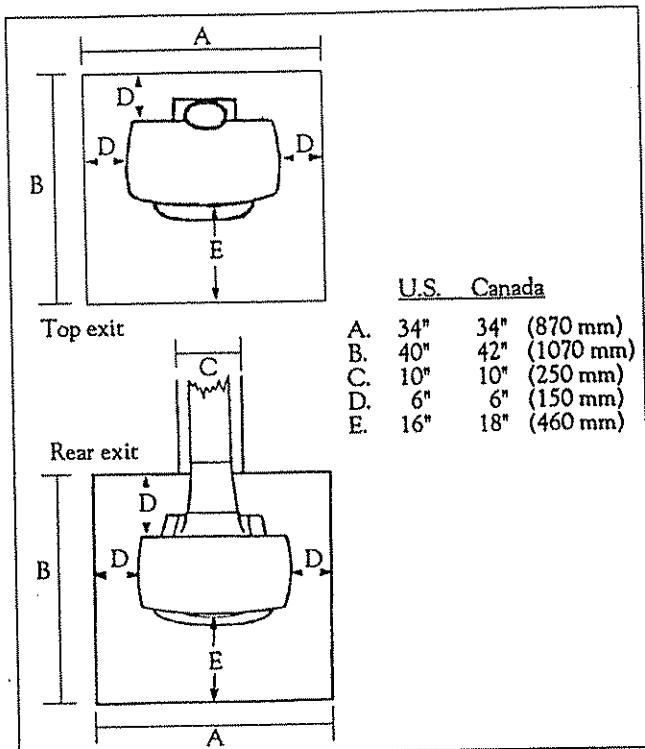 A
D
D D
B
E
Top exit
U.S. Canada
A. 34" 34" (870 mm)
B. 40" 42" (1070 mm)
C. 10" 10" (250 mm)
D. 6" 6" (150 mm)
E. 16" 18" (460 mm)
C
Rear exit
D
D D
B
E
A